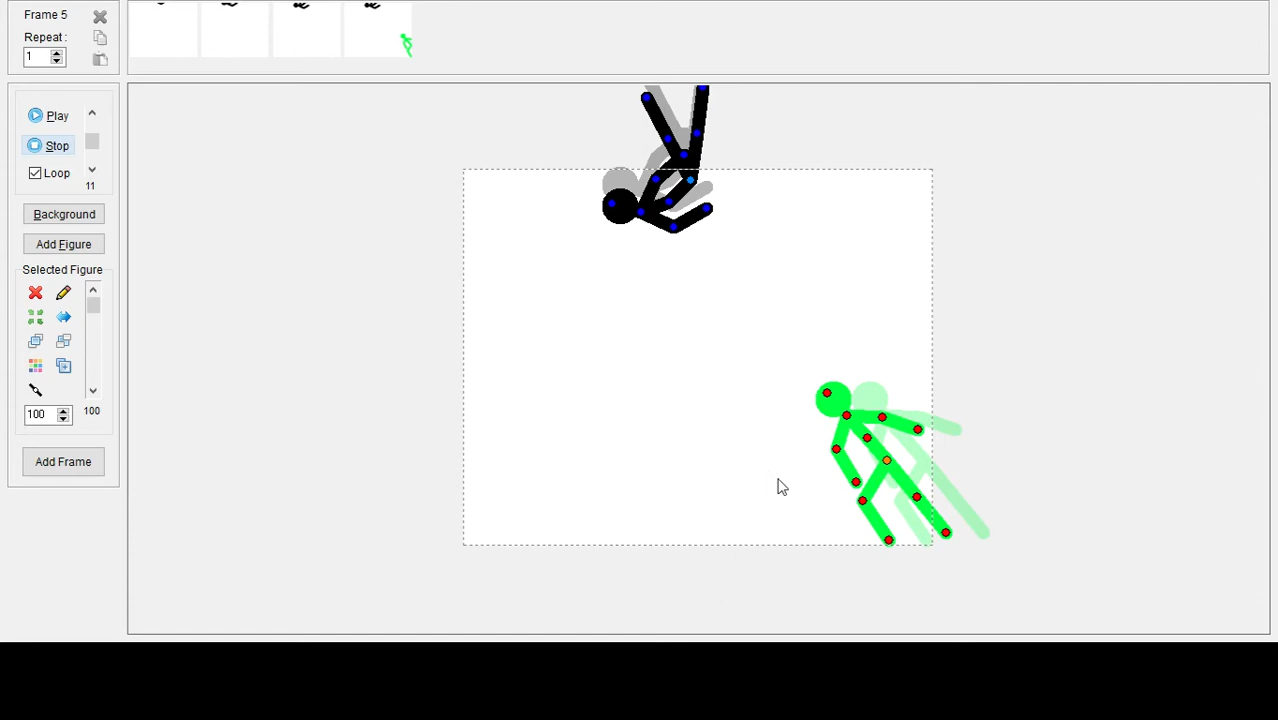 Frame 5
Repeat :
1
Play
Stop
Loop
11
Background
Add Figure
Selected Figure
100
100
Add Frame